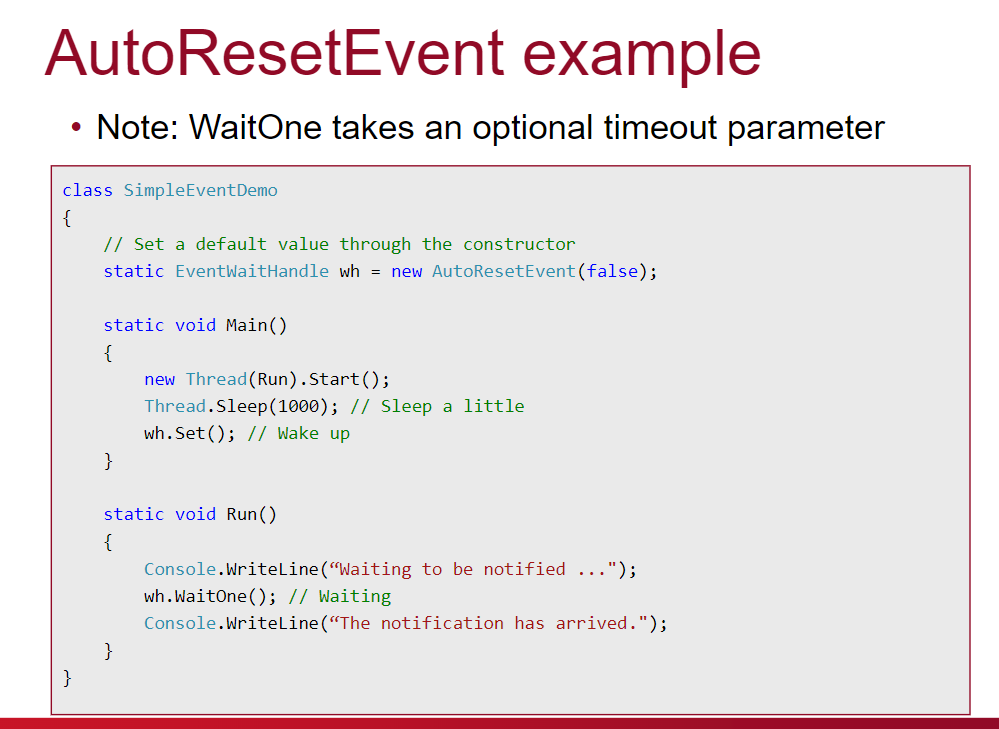 AutoResetEvent example
• Note: WaitOne takes an optional timeout parameter
class SimpleEventDemo
{
    // Set a default value through the constructor
    static EventWaitHandle wh = new AutoResetEvent(false);
    static void Main()
    {
        new Thread(Run).Start();
        Thread.Sleep(1000); // Sleep a little
        wh.Set(); // Wake up
    }
    static void Run()
    {
        Console.WriteLine(“Waiting to be notified ...");
        wh.WaitOne(); // Waiting
        Console.WriteLine(“The notification has arrived.");
    }
}